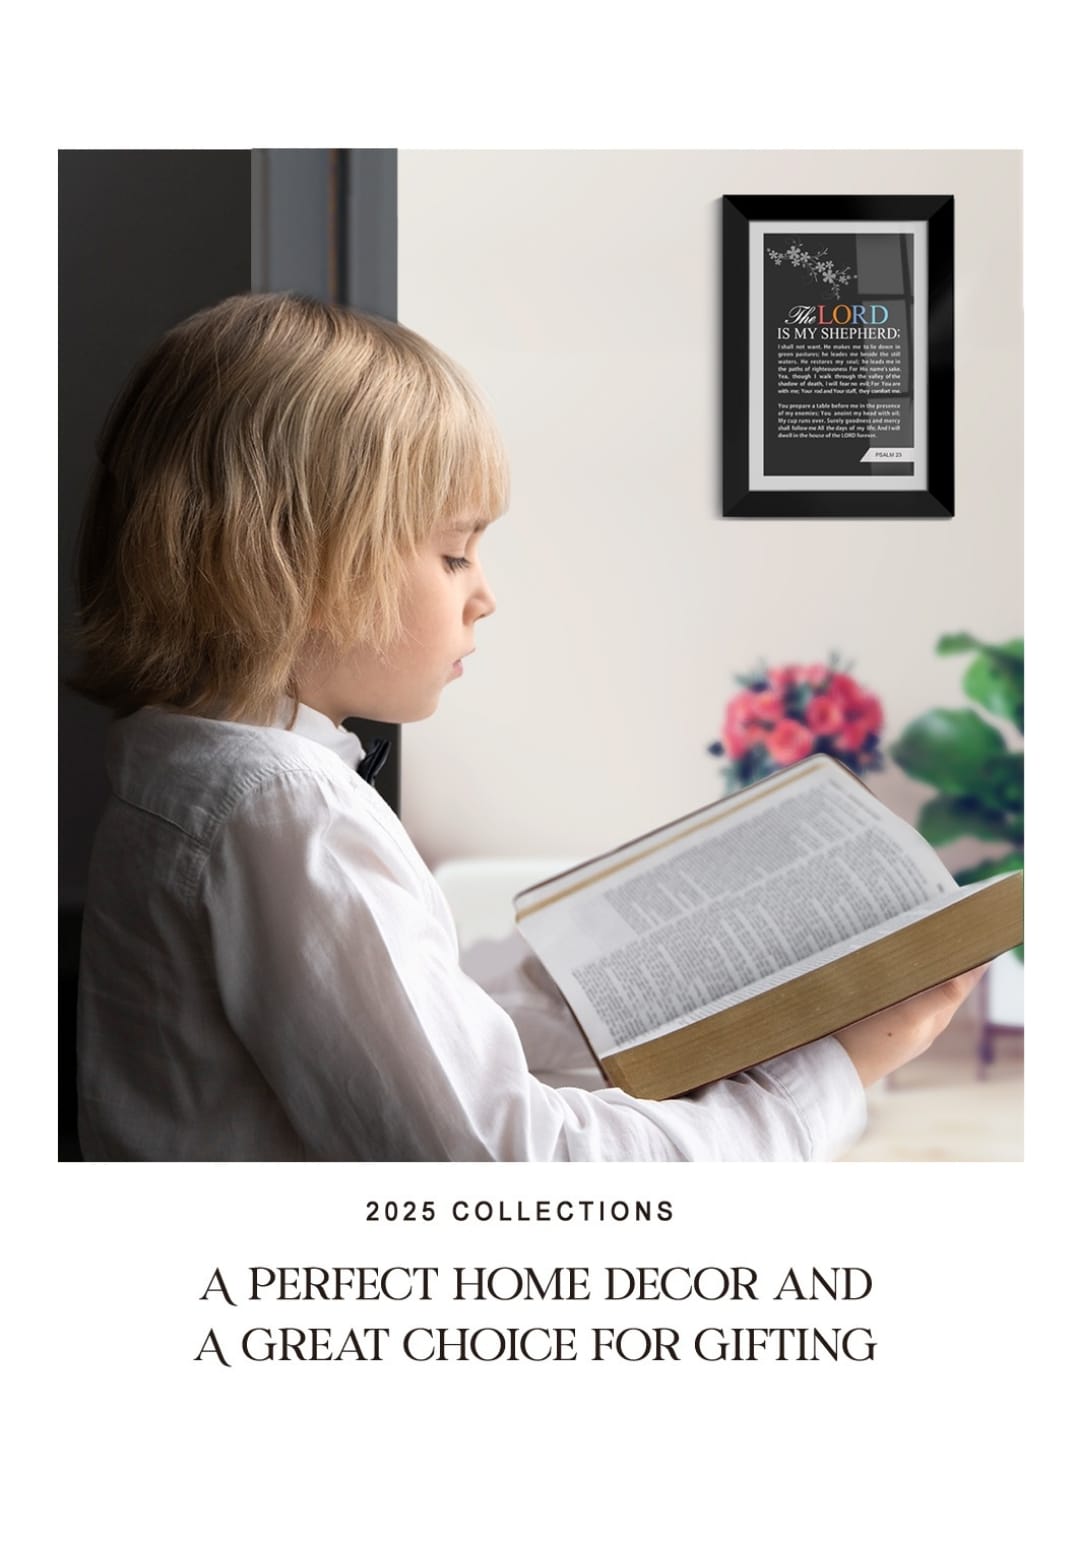 The LORD
IS MY SHEPHERD;
I shall not want. He makes me to lie down in
green pastures; he leades me beside the still
waters. He restores my soul; he leads me in
the paths of righteousness For His name's sake.
Yea, though I walk through the valley of the
shadow of death, I will fear no evil; For You are
with me; Your rod and Your staff, they comfort me.
You prepare a table before me in the presence
of my enemies; You anoint my head with oil;
My cup runs over. Surely goodness and mercy
shall follow me All the days of my life; And I will
dwell in the house of the LORD forever.
PSALM 23
2025 COLLECTIONS
A PERFECT HOME DECOR AND
A GREAT CHOICE FOR GIFTING